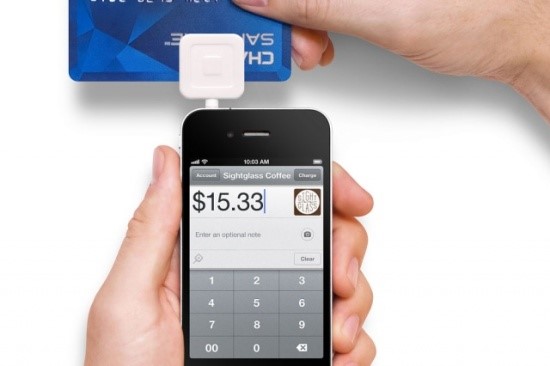 10:03 AM
Account Sightglass Coffee Charge
$15.33
Enter an optional note
Clear
1 2 3
4 5 6
7 8 9
00 0